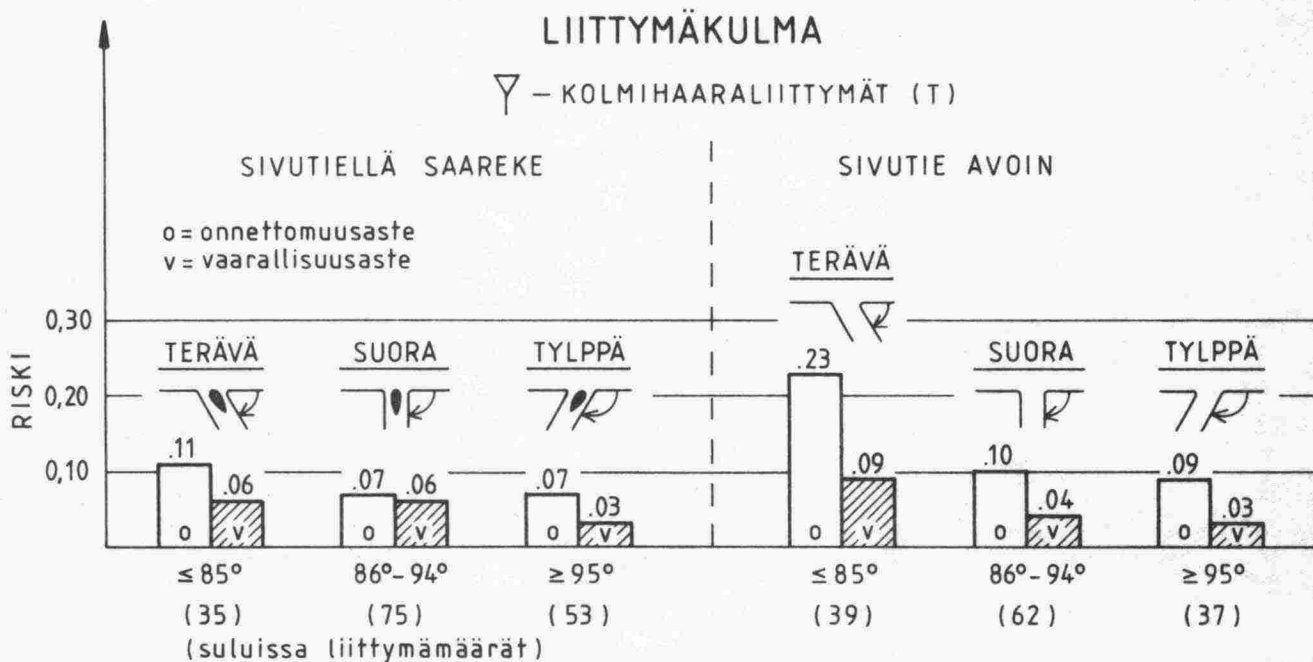 LIITTYMÄKULMA
– KOLMIHAARALIITTYMÄT (T)
SIVUTIELLÄ SAAREKE
SIVUTIE AVOIN
o = onnettomuusaste
v = vaarallisuusaste
RISKI
0,30
0,20
0,10
TERÄVÄ SUORA TYLPPÄ
TERÄVÄ
SUORA TYLPPÄ
.11 .06 .07 .06 .07 .03
.23 .09 .10 .04 .09 .03
o v o v o v o v o v o v
≤ 85° 86°-94° ≥ 95° ≤ 85° 86°-94° ≥ 95°
(35) (75) (53) (39) (62) (37)
(suluissa liittymämäärät)